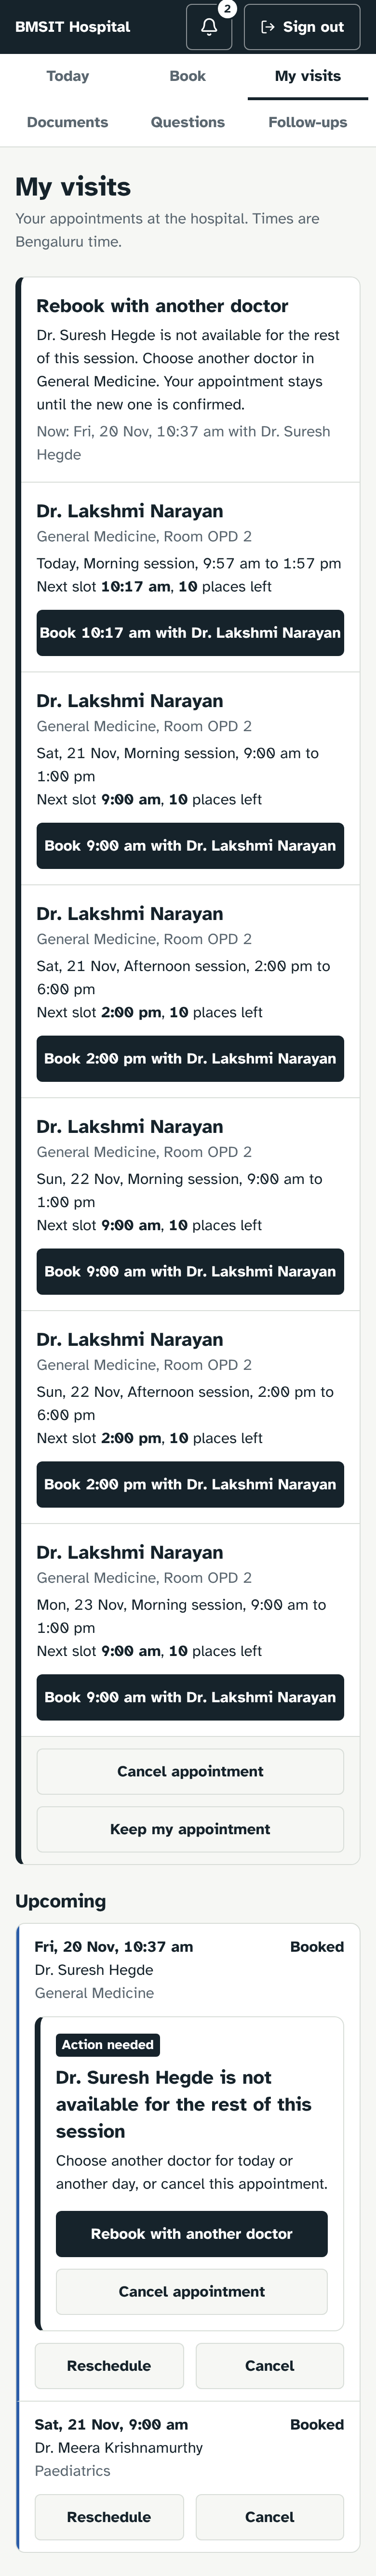 BMSIT Hospital
2
Sign out
Today
Book
My visits
Documents
Questions
Follow-ups
My visits
Your appointments at the hospital. Times are
Bengaluru time.
Rebook with another doctor
Dr. Suresh Hegde is not available for the rest
of this session. Choose another doctor in
General Medicine. Your appointment stays
until the new one is confirmed.
Now: Fri, 20 Nov, 10:37 am with Dr. Suresh
Hegde
Dr. Lakshmi Narayan
General Medicine, Room OPD 2
Today, Morning session, 9:57 am to 1:57 pm
Next slot 10:17 am, 10 places left
Book 10:17 am with Dr. Lakshmi Narayan
Dr. Lakshmi Narayan
General Medicine, Room OPD 2
Sat, 21 Nov, Morning session, 9:00 am to
1:00 pm
Next slot 9:00 am, 10 places left
Book 9:00 am with Dr. Lakshmi Narayan
Dr. Lakshmi Narayan
General Medicine, Room OPD 2
Sat, 21 Nov, Afternoon session, 2:00 pm to
6:00 pm
Next slot 2:00 pm, 10 places left
Book 2:00 pm with Dr. Lakshmi Narayan
Dr. Lakshmi Narayan
General Medicine, Room OPD 2
Sun, 22 Nov, Morning session, 9:00 am to
1:00 pm
Next slot 9:00 am, 10 places left
Book 9:00 am with Dr. Lakshmi Narayan
Dr. Lakshmi Narayan
General Medicine, Room OPD 2
Sun, 22 Nov, Afternoon session, 2:00 pm to
6:00 pm
Next slot 2:00 pm, 10 places left
Book 2:00 pm with Dr. Lakshmi Narayan
Dr. Lakshmi Narayan
General Medicine, Room OPD 2
Mon, 23 Nov, Morning session, 9:00 am to
1:00 pm
Next slot 9:00 am, 10 places left
Book 9:00 am with Dr. Lakshmi Narayan
Cancel appointment
Keep my appointment
Upcoming
Fri, 20 Nov, 10:37 am
Booked
Dr. Suresh Hegde
General Medicine
Action needed
Dr. Suresh Hegde is not
available for the rest of this
session
Choose another doctor for today or
another day, or cancel this appointment.
Rebook with another doctor
Cancel appointment
Reschedule
Cancel
Sat, 21 Nov, 9:00 am
Booked
Dr. Meera Krishnamurthy
Paediatrics
Reschedule
Cancel